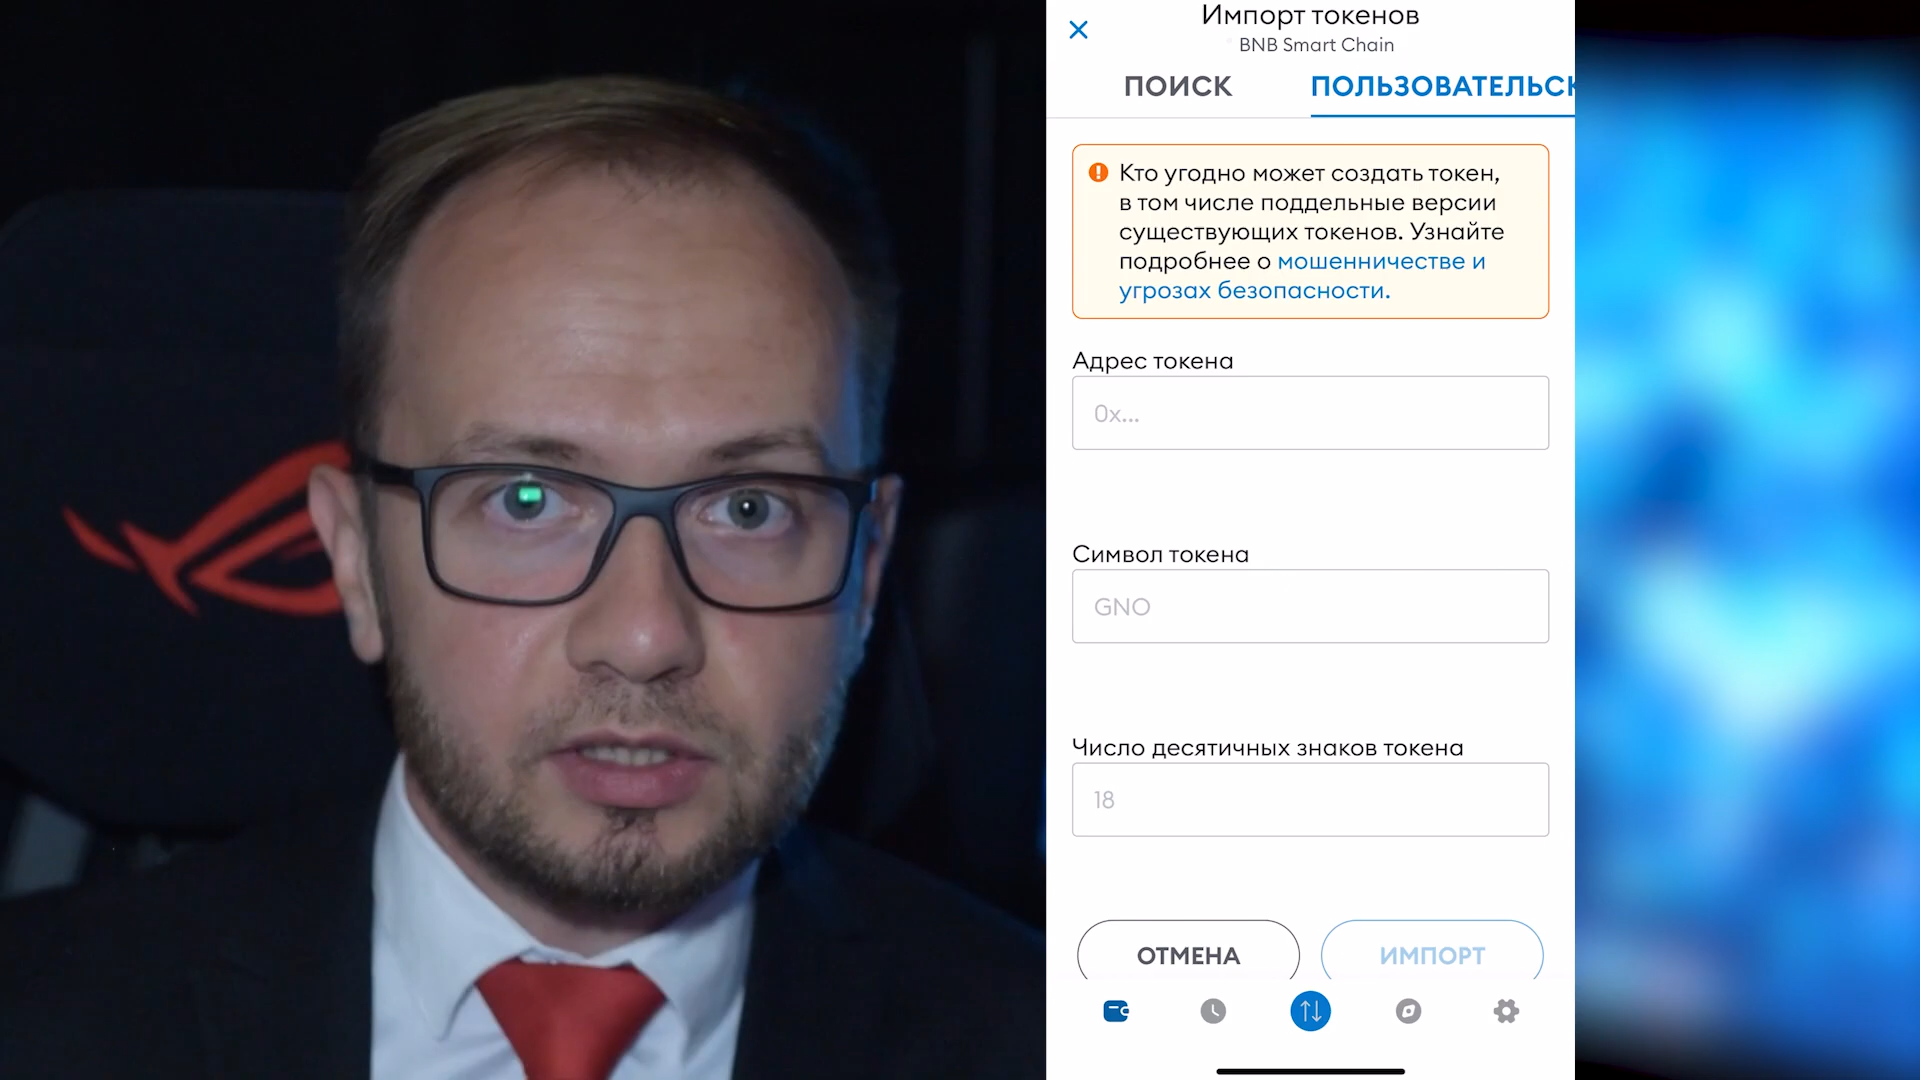 Импорт токенов
BNB Smart Chain
ПОИСК
ПОЛЬЗОВАТЕЛЬСК
Кто угодно может создать токен,
в том числе поддельные версии
существующих токенов. Узнайте
подробнее о мошенничестве и
угрозах безопасности.
Адрес токена
0x...
Символ токена
GNO
Число десятичных знаков токена
18
ОТМЕНА
ИМПОРТ